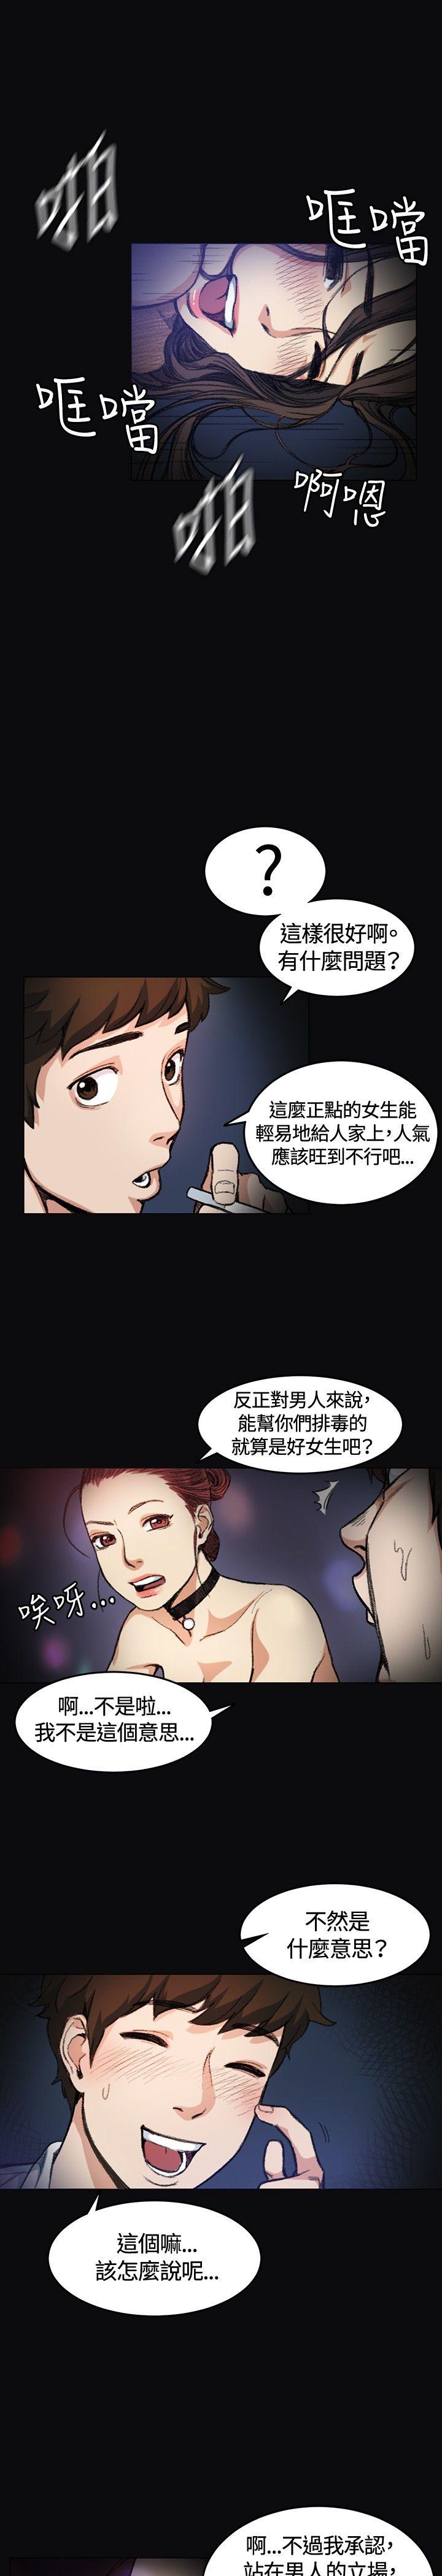 啪
哐噹
哐噹
啪
啊嗯
?
這樣很好啊。
有什麼問題?
這麼正點的女生能
輕易地給人家上,人氣
應該旺到不行吧...
反正對男人來說,
能幫你們排毒的
就算是好女生吧?
唉呀...
啊...不是啦...
我不是這個意思...
不然是
什麼意思?
這個嘛...
該怎麼說呢...
啊...不過我承認,
站在男人的立場,